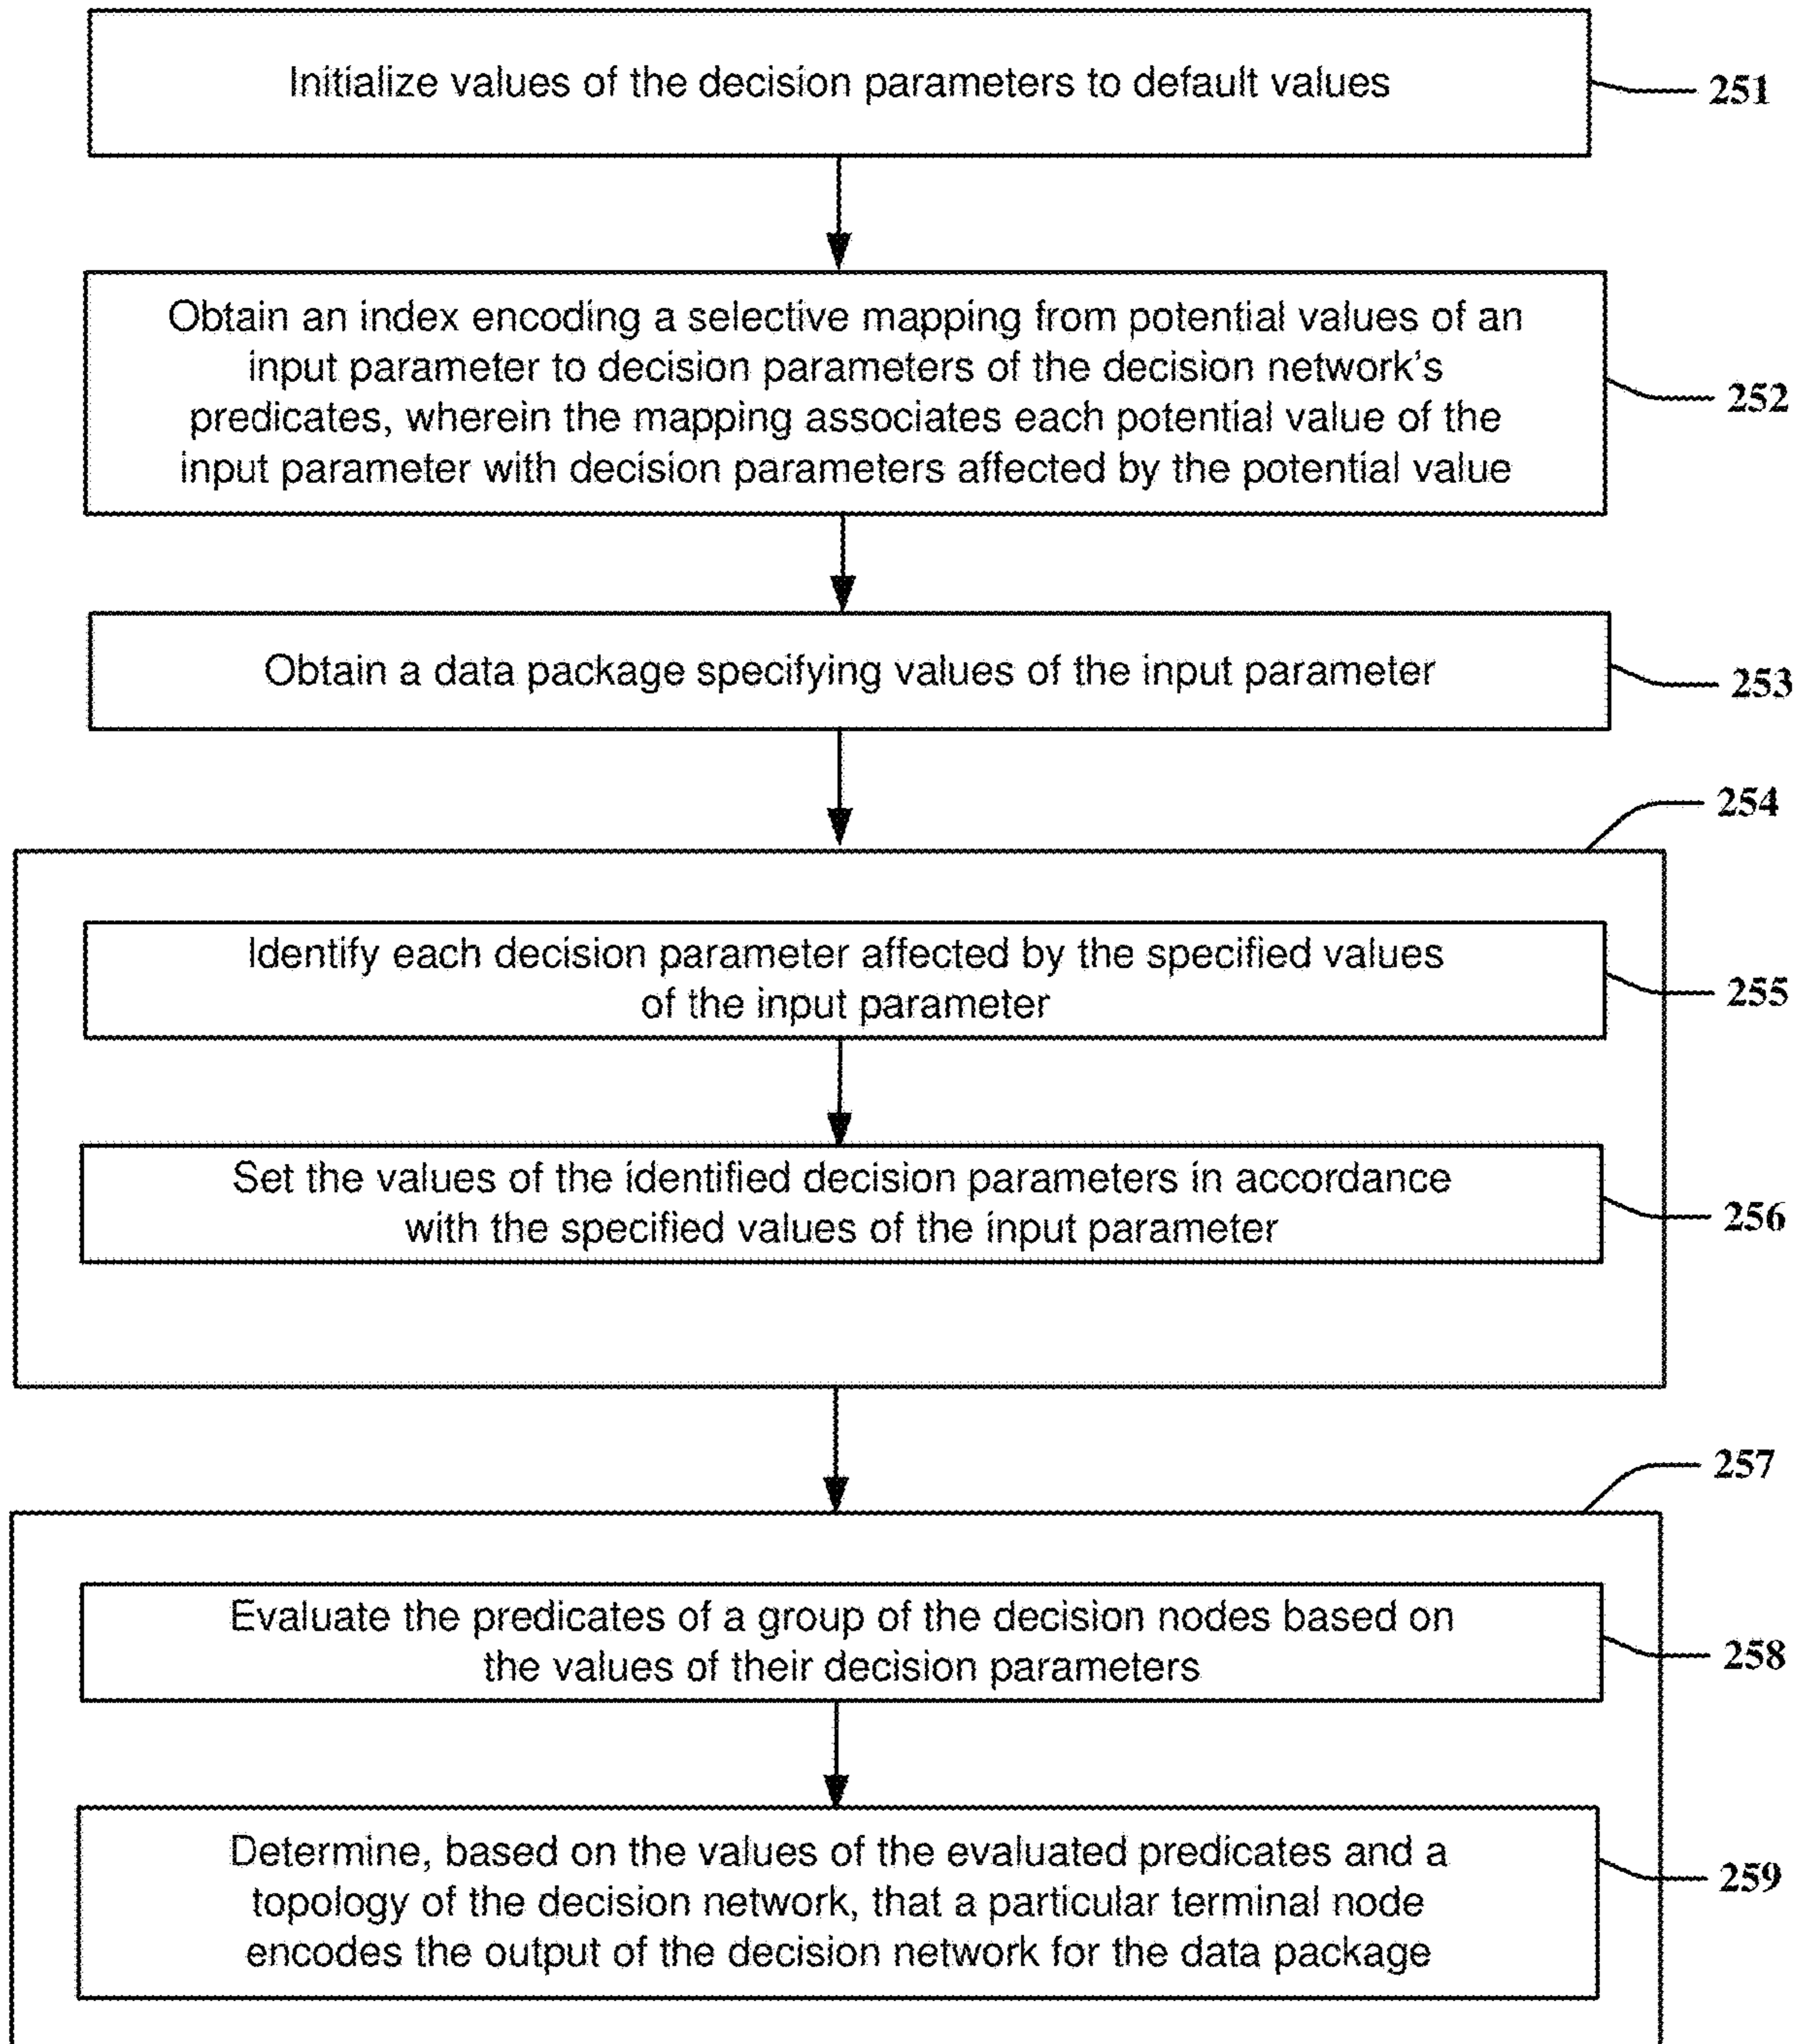 Initialize values of the decision parameters to default values
251
Obtain an index encoding a selective mapping from potential values of an
input parameter to decision parameters of the decision network's
predicates, wherein the mapping associates each potential value of the
input parameter with decision parameters affected by the potential value
252
Obtain a data package specifying values of the input parameter
253
254
Identify each decision parameter affected by the specified values
of the input parameter
255
Set the values of the identified decision parameters in accordance
with the specified values of the input parameter
256
257
Evaluate the predicates of a group of the decision nodes based on
the values of their decision parameters
258
Determine, based on the values of the evaluated predicates and a
topology of the decision network, that a particular terminal node
encodes the output of the decision network for the data package
259